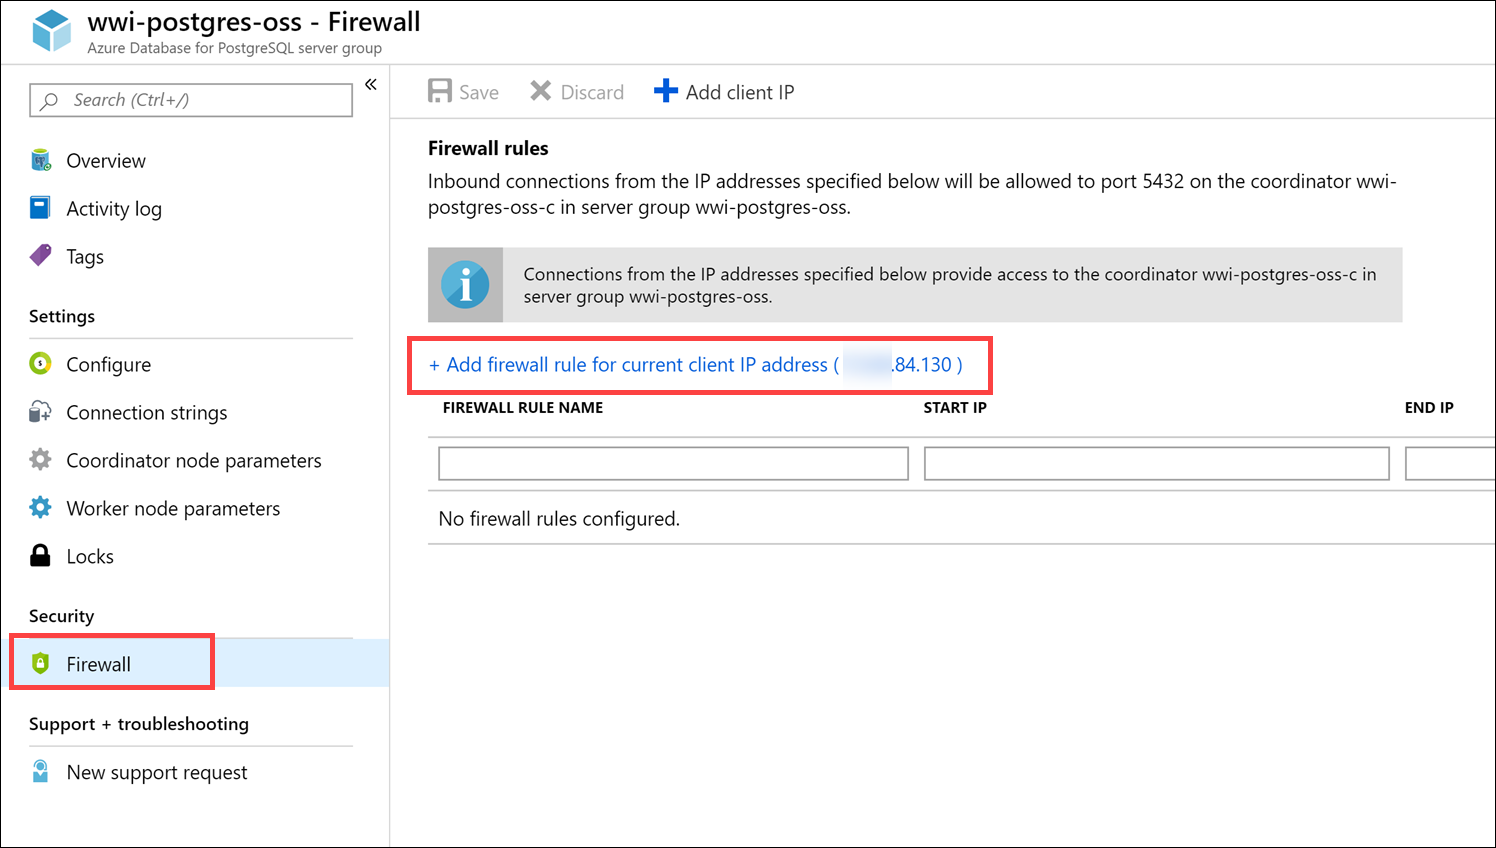 wwi-postgres-oss - Firewall
Azure Database for PostgreSQL server group
Search (Ctrl+/)
«
Overview
Activity log
Tags
Settings
Configure
Connection strings
Coordinator node parameters
Worker node parameters
Locks
Security
Firewall
Support + troubleshooting
New support request
Save
Discard
Add client IP
Firewall rules
Inbound connections from the IP addresses specified below will be allowed to port 5432 on the coordinator wwi-
postgres-oss-c in server group wwi-postgres-oss.
Connections from the IP addresses specified below provide access to the coordinator wwi-postgres-oss-c in
server group wwi-postgres-oss.
+ Add firewall rule for current client IP address ( .84.130 )
FIREWALL RULE NAME
START IP
END IP
No firewall rules configured.